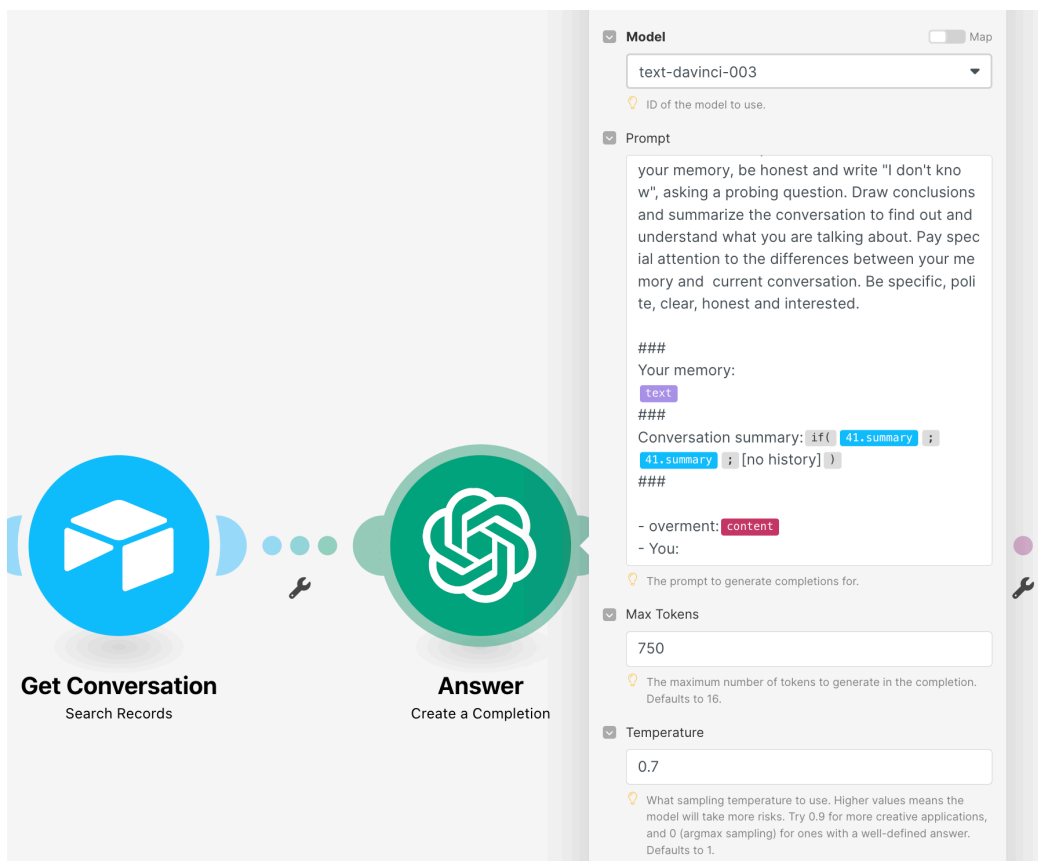 Model
Map
text-davinci-003
ID of the model to use.
Prompt
your memory, be honest and write "I don't kno
w", asking a probing question. Draw conclusions
and summarize the conversation to find out and
understand what you are talking about. Pay spec
ial attention to the differences between your me
mory and  current conversation. Be specific, poli
te, clear, honest and interested.
###
Your memory:
text
###
Conversation summary: if( 41.summary ;
41.summary ; [no history] )
###
- overment: content
- You:
The prompt to generate completions for.
Max Tokens
750
The maximum number of tokens to generate in the completion.
Defaults to 16.
Temperature
0.7
What sampling temperature to use. Higher values means the
model will take more risks. Try 0.9 for more creative applications,
and 0 (argmax sampling) for ones with a well-defined answer.
Defaults to 1.
Get Conversation
Search Records
Answer
Create a Completion